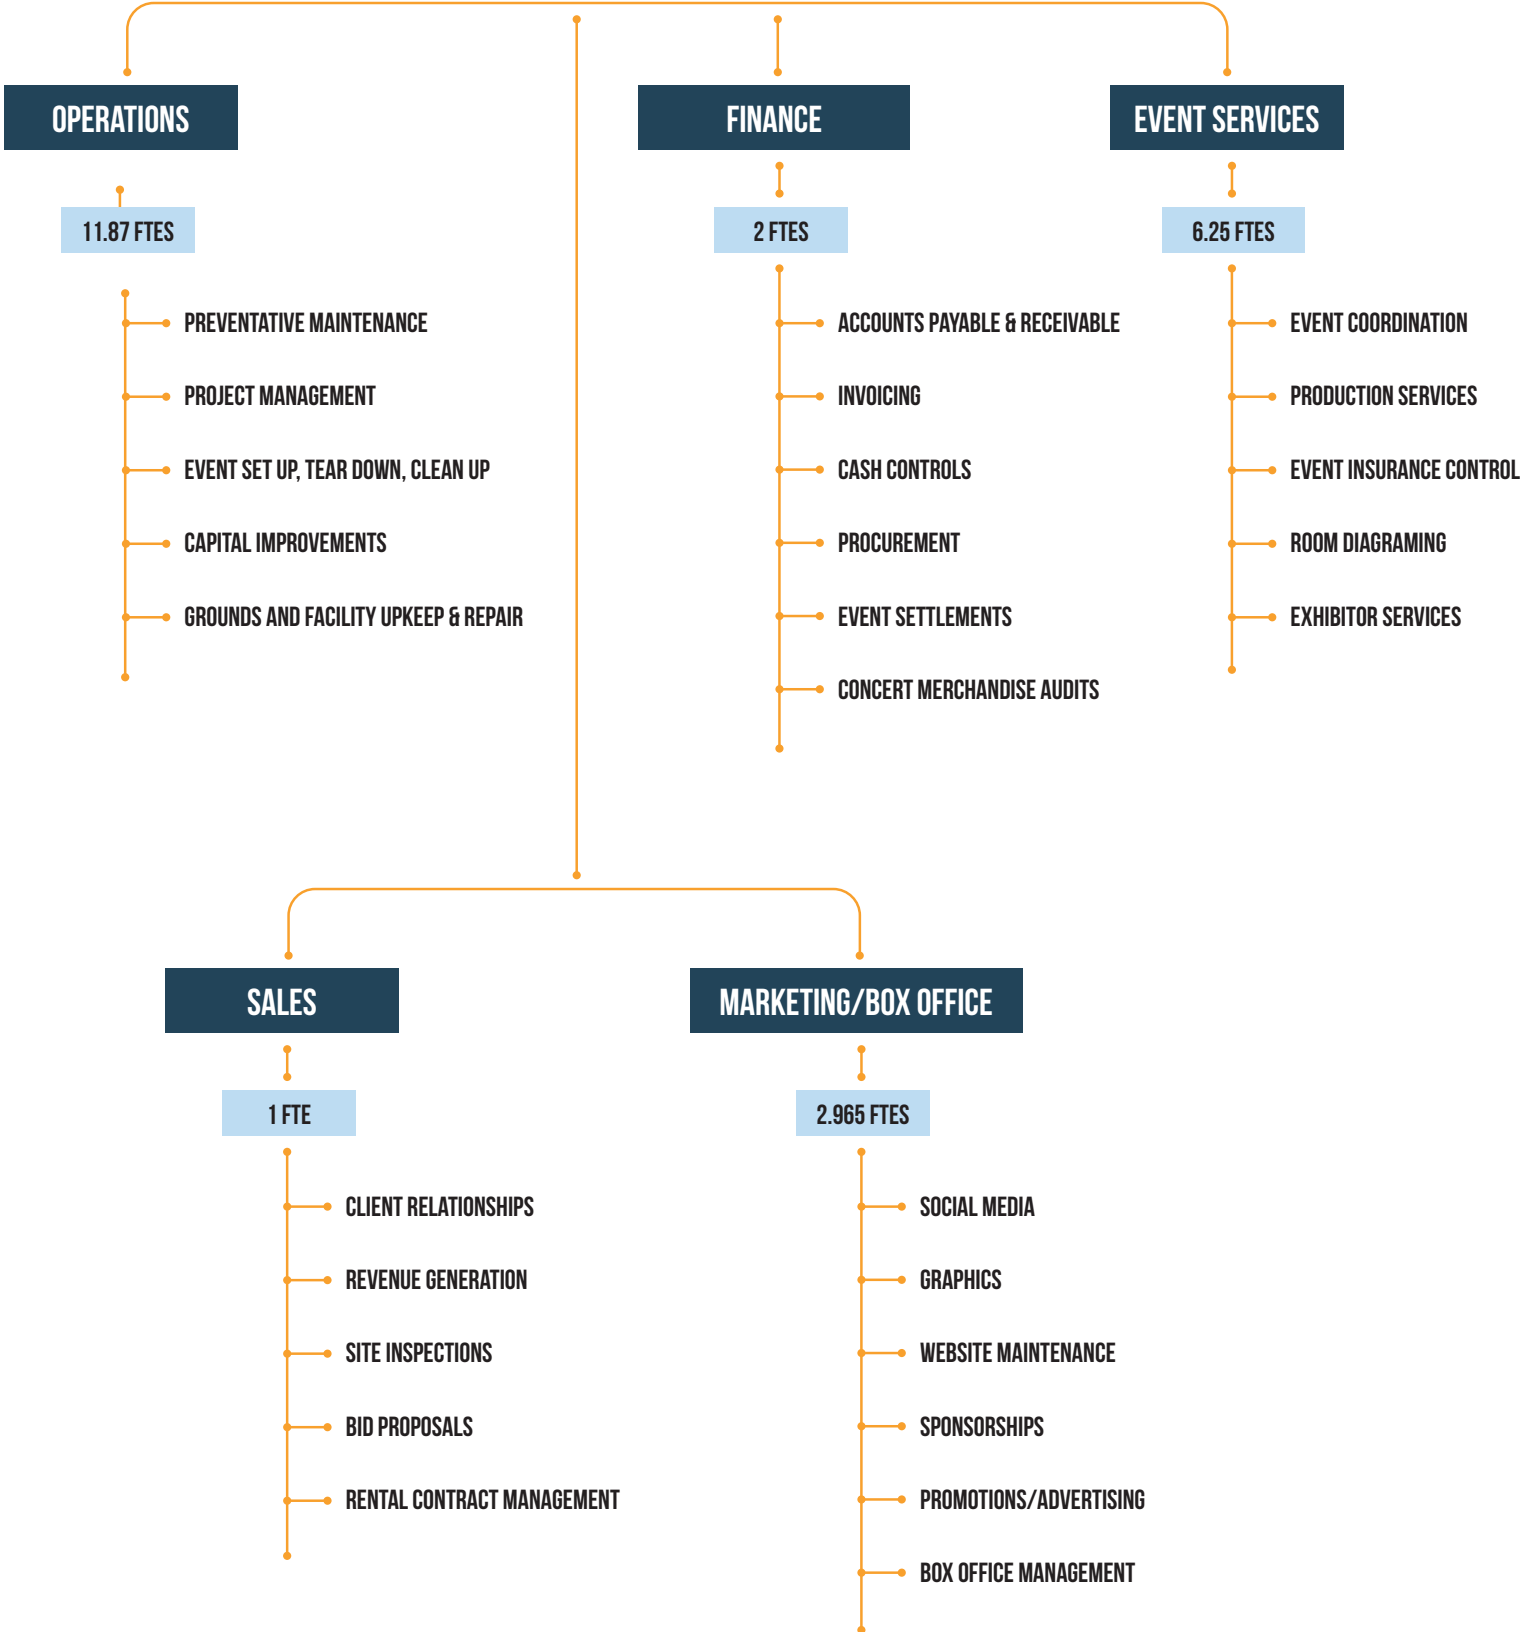 OPERATIONS
11.87 FTES
PREVENTATIVE MAINTENANCE
PROJECT MANAGEMENT
EVENT SET UP, TEAR DOWN, CLEAN UP
CAPITAL IMPROVEMENTS
GROUNDS AND FACILITY UPKEEP & REPAIR
FINANCE
2 FTES
ACCOUNTS PAYABLE & RECEIVABLE
INVOICING
CASH CONTROLS
PROCUREMENT
EVENT SETTLEMENTS
CONCERT MERCHANDISE AUDITS
EVENT SERVICES
6.25 FTES
EVENT COORDINATION
PRODUCTION SERVICES
EVENT INSURANCE CONTROL
ROOM DIAGRAMING
EXHIBITOR SERVICES
SALES
1 FTE
CLIENT RELATIONSHIPS
REVENUE GENERATION
SITE INSPECTIONS
BID PROPOSALS
RENTAL CONTRACT MANAGEMENT
MARKETING/BOX OFFICE
2.965 FTES
SOCIAL MEDIA
GRAPHICS
WEBSITE MAINTENANCE
SPONSORSHIPS
PROMOTIONS/ADVERTISING
BOX OFFICE MANAGEMENT